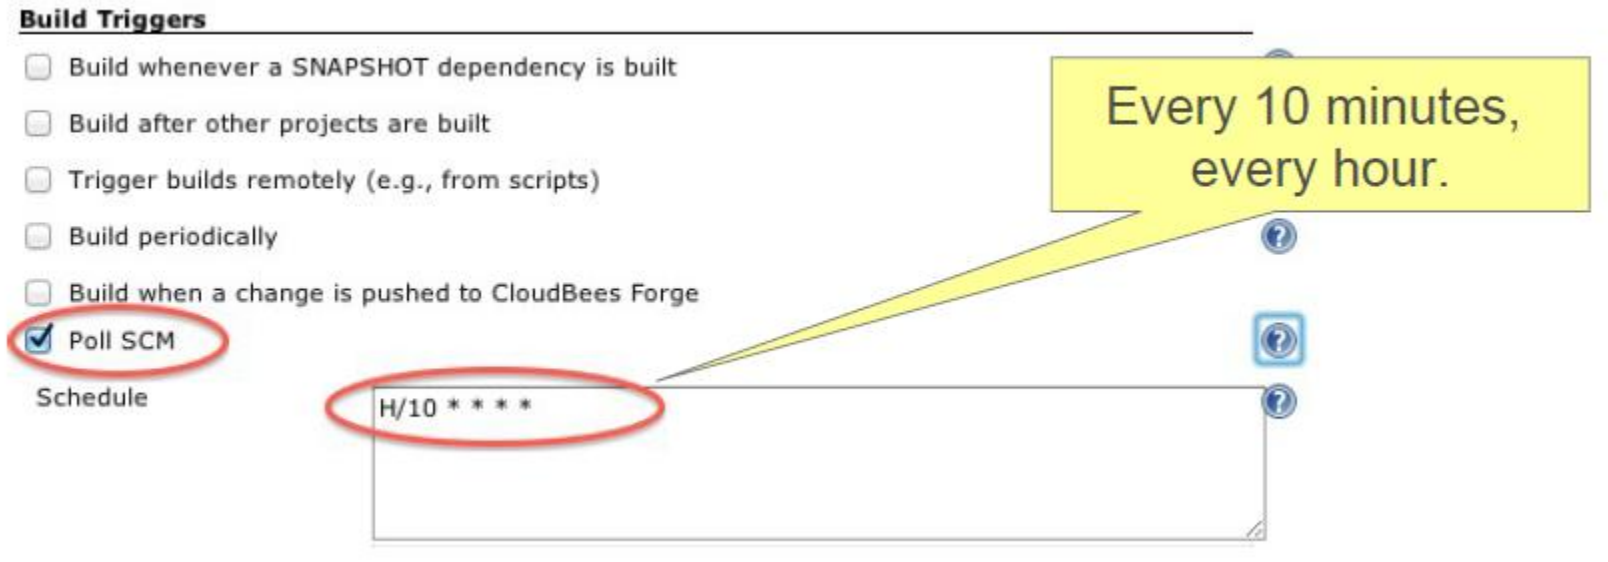 Build Triggers
Build whenever a SNAPSHOT dependency is built
Build after other projects are built
Trigger builds remotely (e.g., from scripts)
Build periodically
Build when a change is pushed to CloudBees Forge
Poll SCM
Schedule
H/10 * * * *
Every 10 minutes,
every hour.
?
?
?